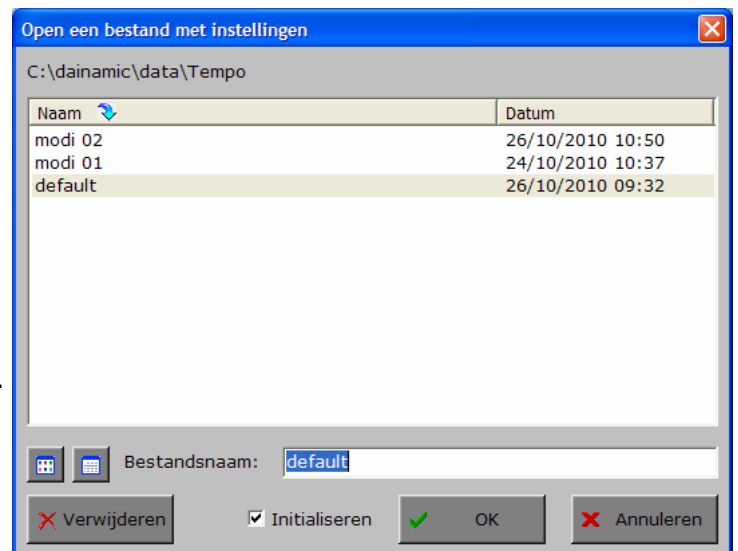 Open een bestand met instellingen
C:\dainamic\data\Tempo
Naam Datum
modi 02 26/10/2010 10:50
modi 01 24/10/2010 10:37
default 26/10/2010 09:32
Bestandsnaam: default
Verwijderen Initialiseren OK Annuleren